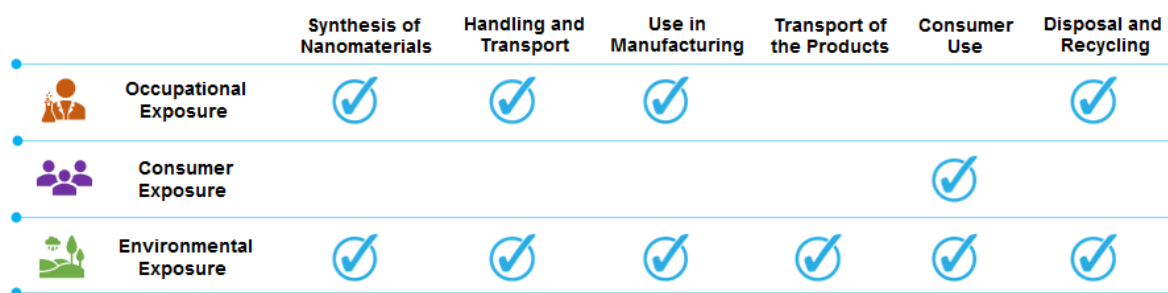 Synthesis of
Nanomaterials
Handling and
Transport
Use in
Manufacturing
Transport of
the Products
Consumer
Use
Disposal and
Recycling
Occupational
Exposure
Consumer
Exposure
Environmental
Exposure